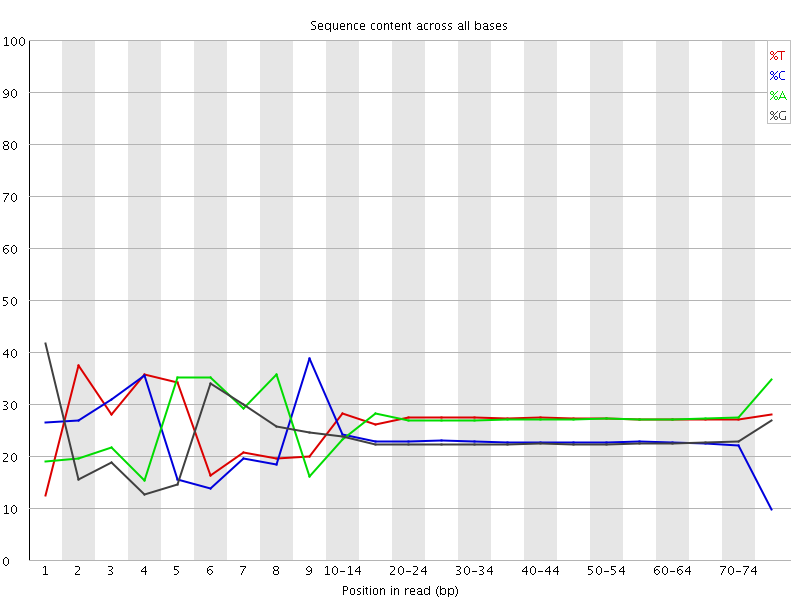 Sequence content across all bases
100
90
80
70
60
50
40
30
20
10
0
%T
%C
%A
%G
1 2 3 4 5 6 7 8 9 10-14 20-24 30-34 40-44 50-54 60-64 70-74
Position in read (bp)